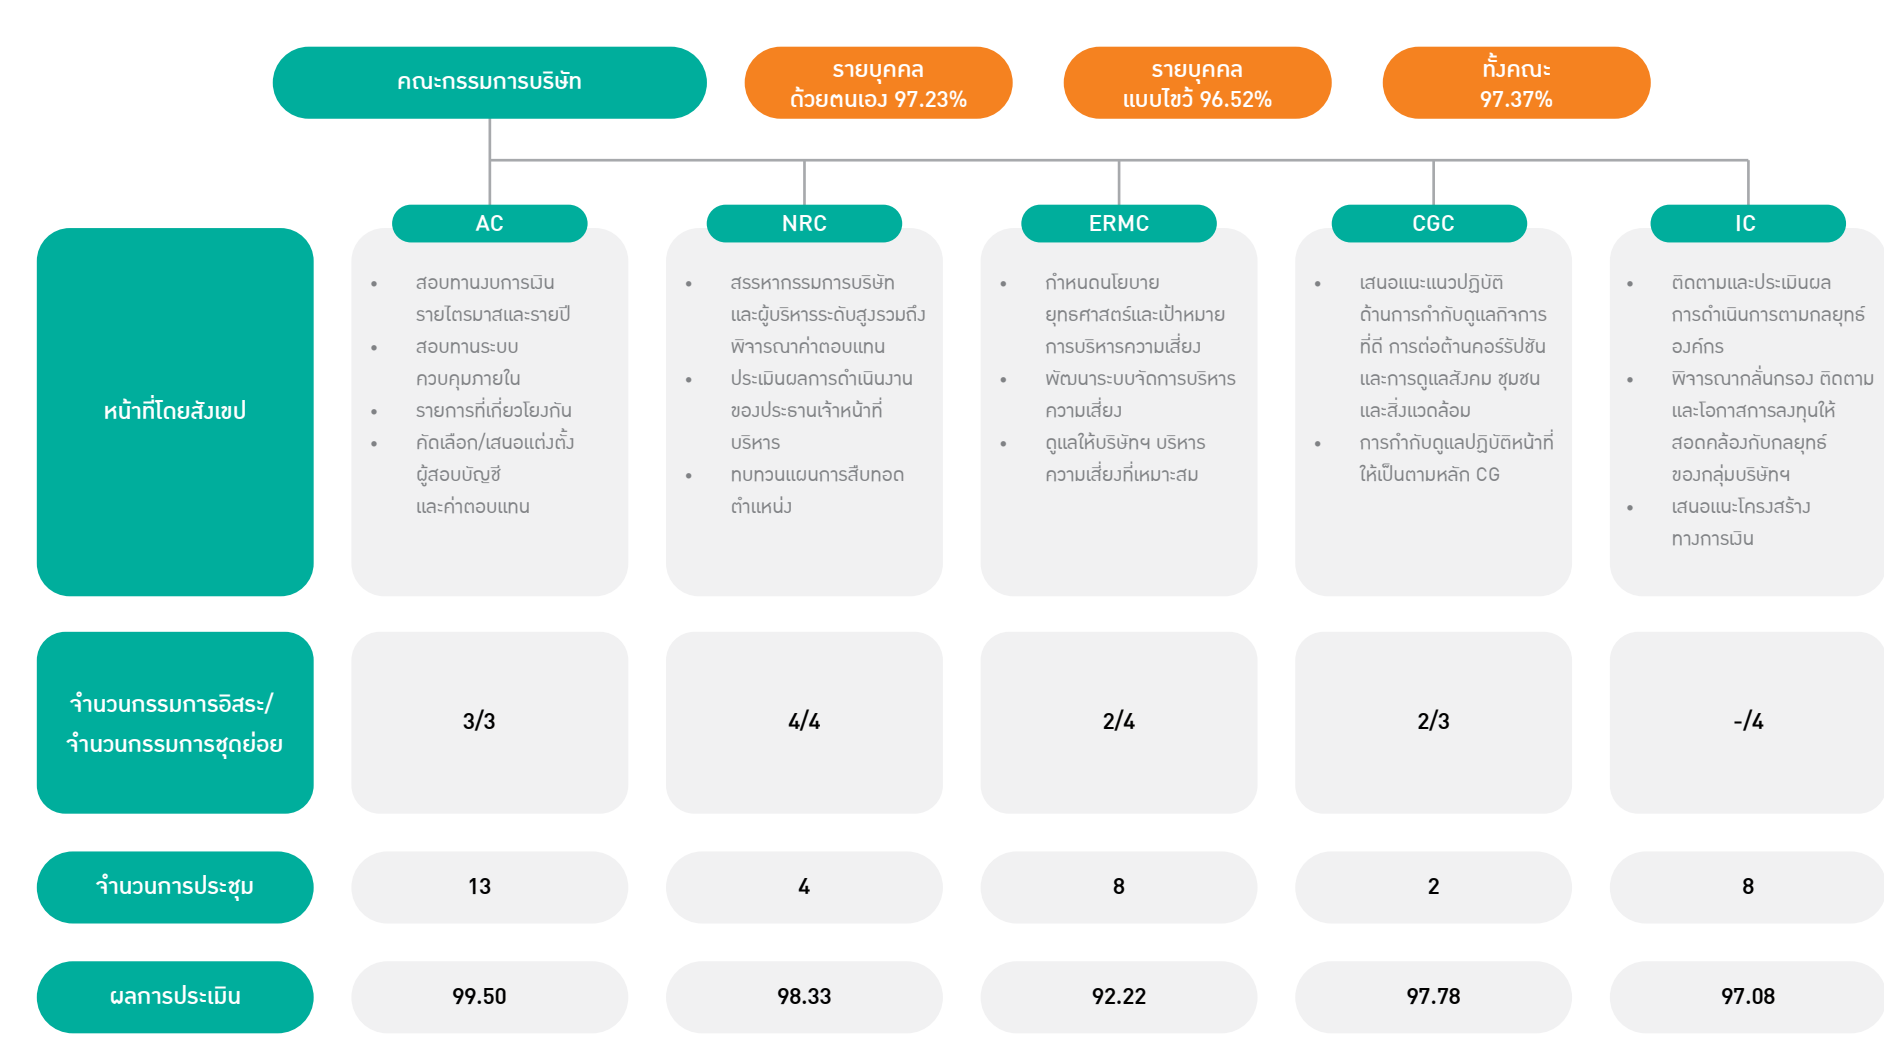 คณะกรรมการบริษัท
รายบุคคล
ด้วยตนเอง 97.23%
รายบุคคล
แบบไขว้ 96.52%
ทั้งคณะ
97.37%
หน้าที่โดยสังเขป
AC
• สอบทานงบการเงิน
รายไตรมาสและรายปี
• สอบทานระบบ
ควบคุมภายใน
• รายการที่เกี่ยวโยงกัน
• คัดเลือก/เสนอแต่งตั้ง
ผู้สอบบัญชี
และค่าตอบแทน
NRC
• สรรหากรรมการบริษัท
และผู้บริหารระดับสูงรวมถึง
พิจารณาค่าตอบแทน
• ประเมินผลการดำเนินงาน
ของประธานเจ้าหน้าที่
บริหาร
• ทบทวนแผนการสืบทอด
ตำแหน่ง
ERMC
• กำหนดนโยบาย
ยุทธศาสตร์และเป้าหมาย
การบริหารความเสี่ยง
• พัฒนาระบบจัดการบริหาร
ความเสี่ยง
• ดูแลให้บริษัทฯ บริหาร
ความเสี่ยงที่เหมาะสม
CGC
• เสนอแนะแนวปฏิบัติ
ด้านการกำกับดูแลกิจการ
ที่ดี การต่อต้านคอร์รัปชัน
และการดูแลสังคม ชุมชน
และสิ่งแวดล้อม
• การกำกับดูแลปฏิบัติหน้าที่
ให้เป็นตามหลัก CG
IC
• ติดตามและประเมินผล
การดำเนินการตามกลยุทธ์
องค์กร
• พิจารณากลั่นกรอง ติดตาม
และโอกาสการลงทุนให้
สอดคล้องกับกลยุทธ์
ของกลุ่มบริษัทฯ
• เสนอแนะโครงสร้าง
ทางการเงิน
จำนวนกรรมการอิสระ/
จำนวนกรรมการชุดย่อย
3/3
4/4
2/4
2/3
-/4
จำนวนการประชุม
13
4
8
2
8
ผลการประเมิน
99.50
98.33
92.22
97.78
97.08